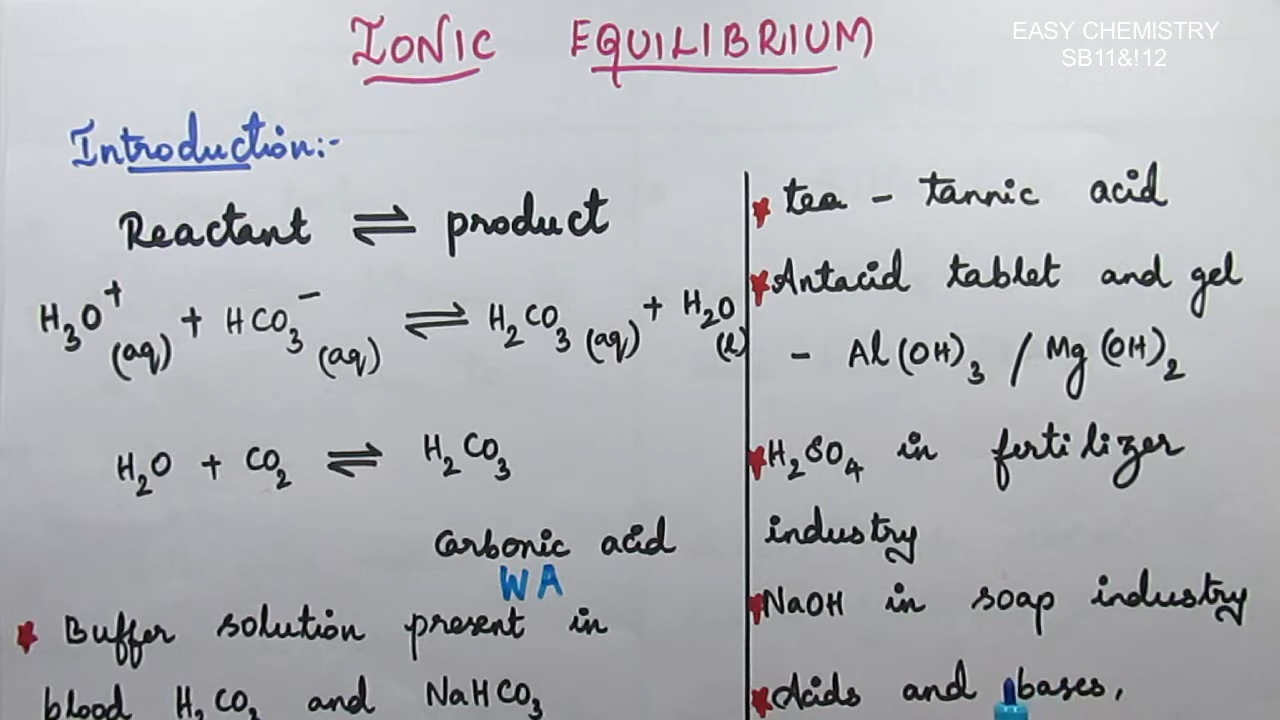 IONIC EQUILIBRIUM
EASY CHEMISTRY
SB11&!12
Introduction:-
Reactant ⇌ product
H₃O⁺(aq) + HCO₃⁻(aq) ⇌ H₂CO₃(aq) + H₂O(l)
H₂O + CO₂ ⇌ H₂CO₃
Carbonic acid
WA
★ Buffer solution present in
blood H₂CO₃ and NaHCO₃
★ tea - tannic acid
★ Antacid tablet and gel
- Al(OH)₃ / Mg(OH)₂
★ H₂SO₄ in fertilizer
industry
★ NaOH in soap industry
★ Acids and bases,